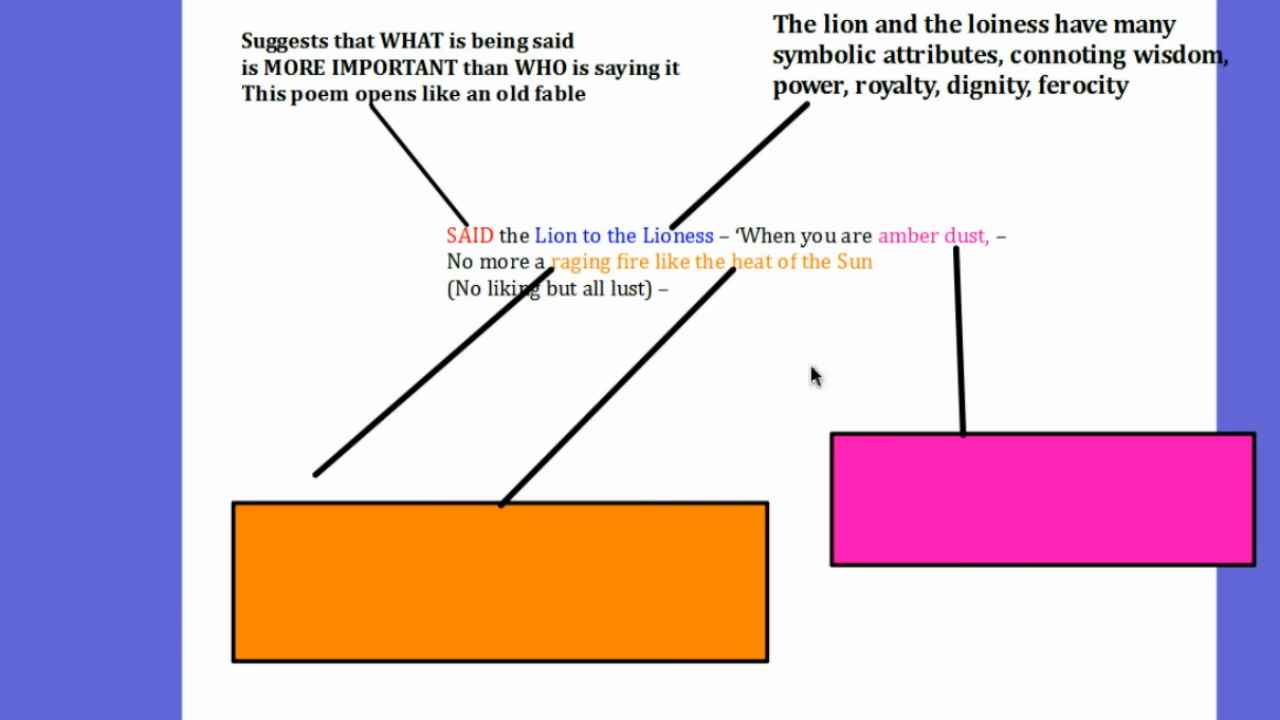 Suggests that WHAT is being said
is MORE IMPORTANT than WHO is saying it
This poem opens like an old fable
The lion and the loiness have many
symbolic attributes, connoting wisdom,
power, royalty, dignity, ferocity
SAID the Lion to the Lioness – ‘When you are amber dust, –
No more a raging fire like the heat of the Sun
(No liking but all lust) –